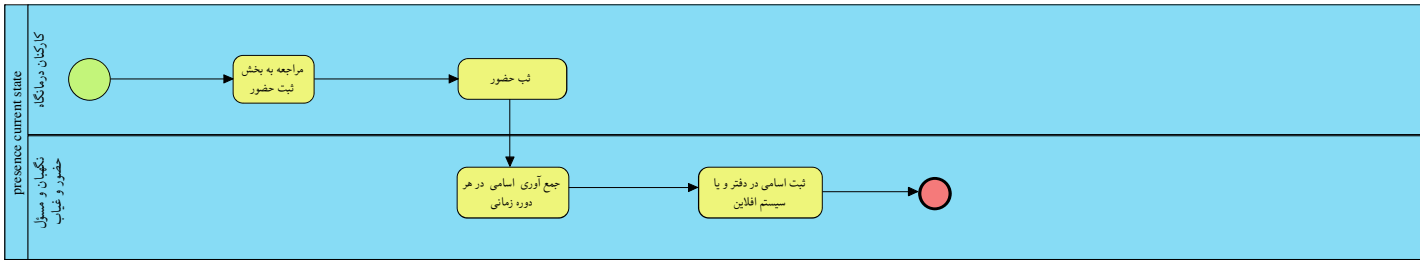 presence current state
کارکنان درمانگاه
مراجعه به بخش
ثبت حضور
ثب حضور
نگهبان و مسؤل
حضور و غیاب
جمع آوری اسامی در هر
دوره زمانی
ثبت اسامی در دفتر و یا
سیستم افلاین